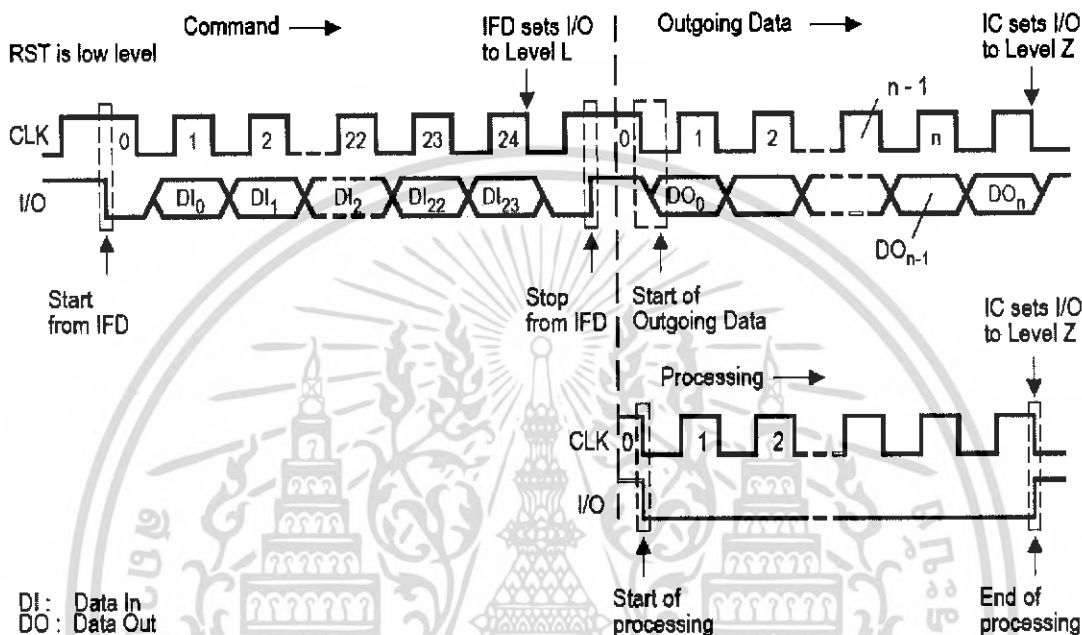 Command
RST is low level
IFD sets I/O
to Level L
Outgoing Data
IC sets I/O
to Level Z
n - 1
CLK
0
1
2
22
23
24
0
1
2
n
I/O
DI0
DI1
DI2
DI22
DI23
DO0
DOn
DOn-1
Start
from IFD
Stop
from IFD
Start of
Outgoing Data
IC sets I/O
to Level Z
Processing
CLK
0
1
2
I/O
DI : Data In
DO : Data Out
Start of
processing
End of
processing